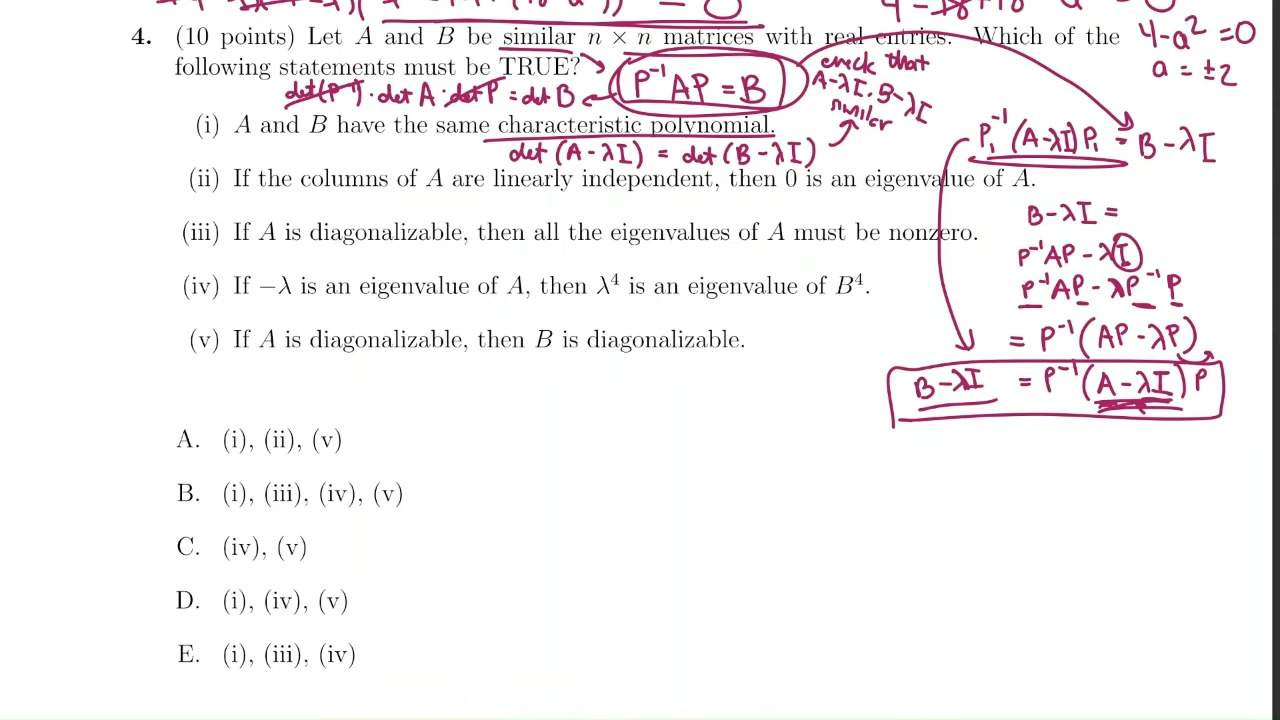 = 0
4. (10 points) Let A and B be similar n × n matrices with real entries. Which of the
4-a² = 0
following statements must be TRUE?
a = ±2
P⁻¹AP = B
check that
A-λI, B-λI
similar
det(P⁻¹) · det A · det P = det B
(i) A and B have the same characteristic polynomial.
det (A-λI) = det (B-λI)
P₁⁻¹ (A-λI) P₁ = B-λI
(ii) If the columns of A are linearly independent, then 0 is an eigenvalue of A.
B-λI =
(iii) If A is diagonalizable, then all the eigenvalues of A must be nonzero.
P⁻¹AP - λI
(iv) If −λ is an eigenvalue of A, then λ⁴ is an eigenvalue of B⁴.
P⁻¹AP - λP⁻¹P
(v) If A is diagonalizable, then B is diagonalizable.
= P⁻¹(AP-λP)
B-λI = P⁻¹(A-λI)P
A. (i), (ii), (v)
B. (i), (iii), (iv), (v)
C. (iv), (v)
D. (i), (iv), (v)
E. (i), (iii), (iv)